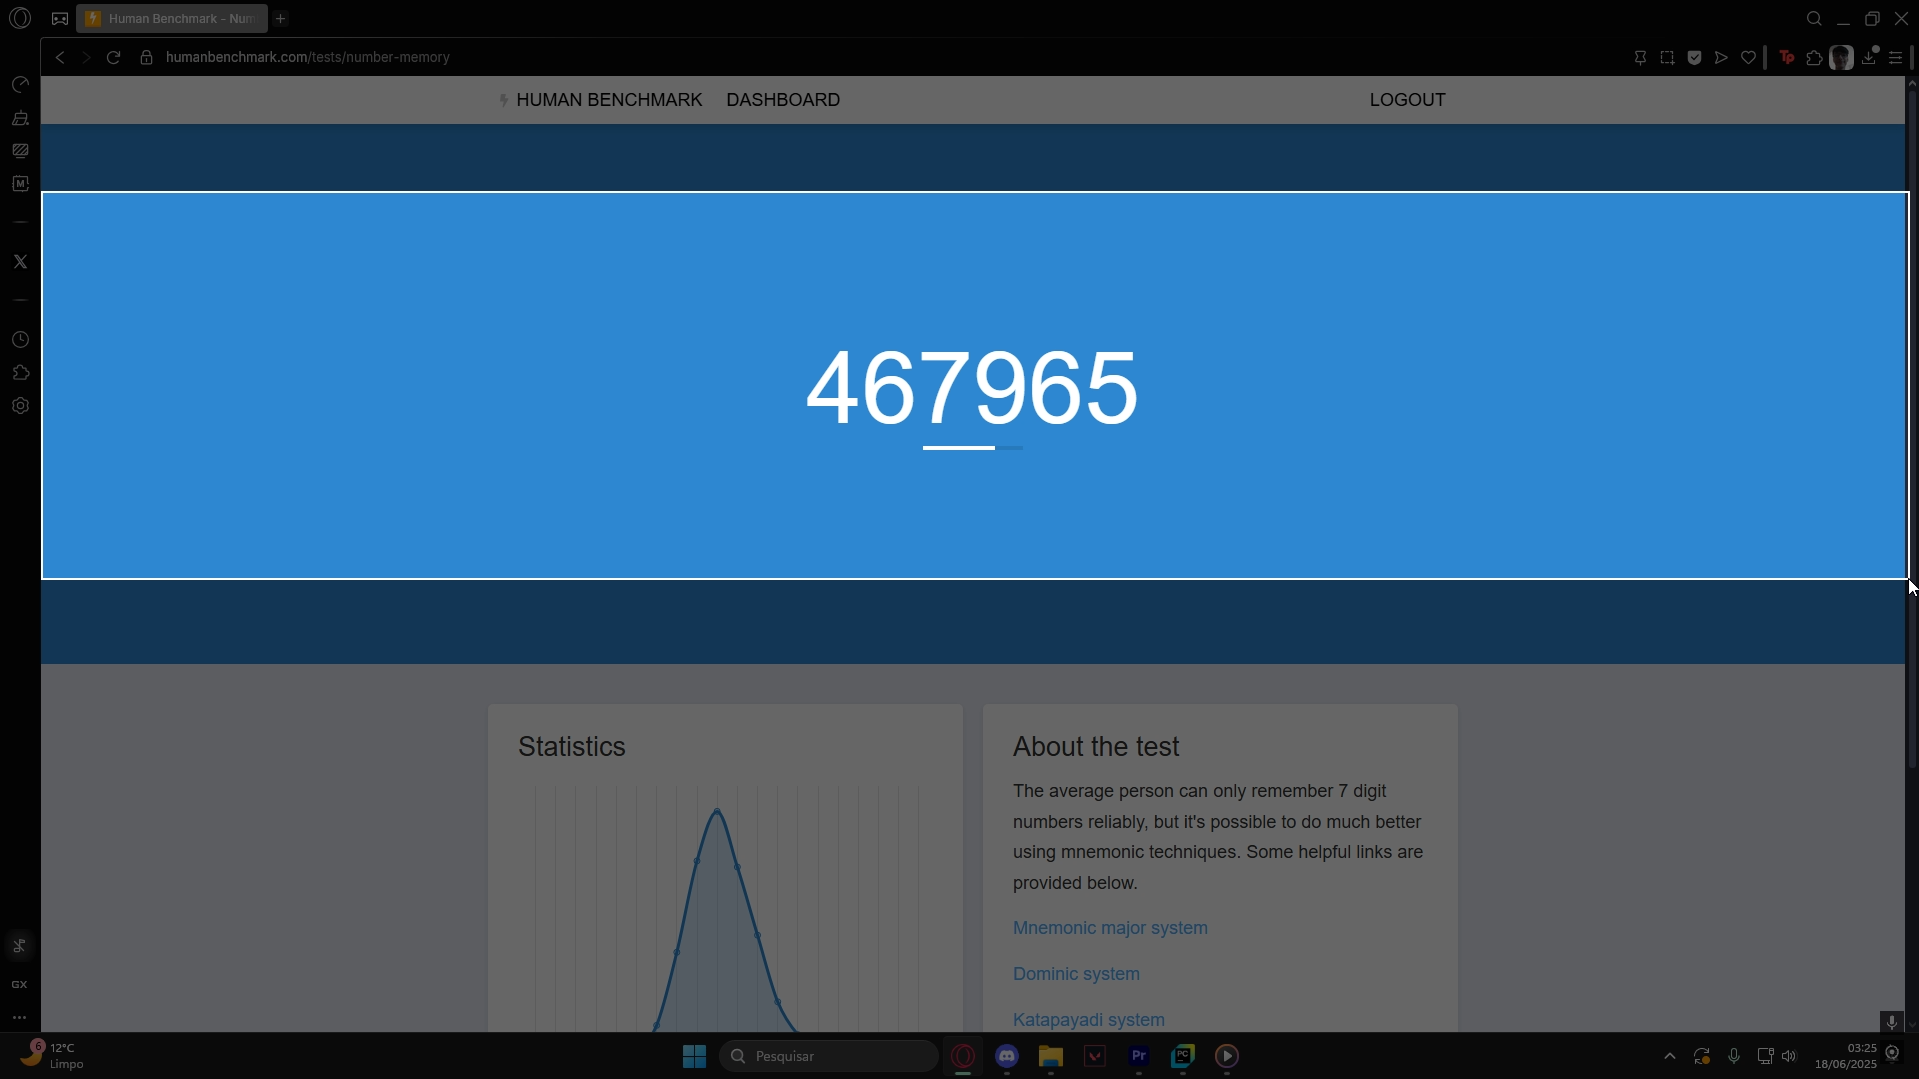 Human Benchmark - Num
humanbenchmark.com/tests/number-memory
HUMAN BENCHMARK
DASHBOARD
LOGOUT
467965
Statistics
About the test
The average person can only remember 7 digit
numbers reliably, but it's possible to do much better
using mnemonic techniques. Some helpful links are
provided below.
Mnemonic major system
Dominic system
Katapayadi system
Tp
M
GX
6
12°C
Limpo
Pesquisar
Pr
PC
03:25
18/06/2025